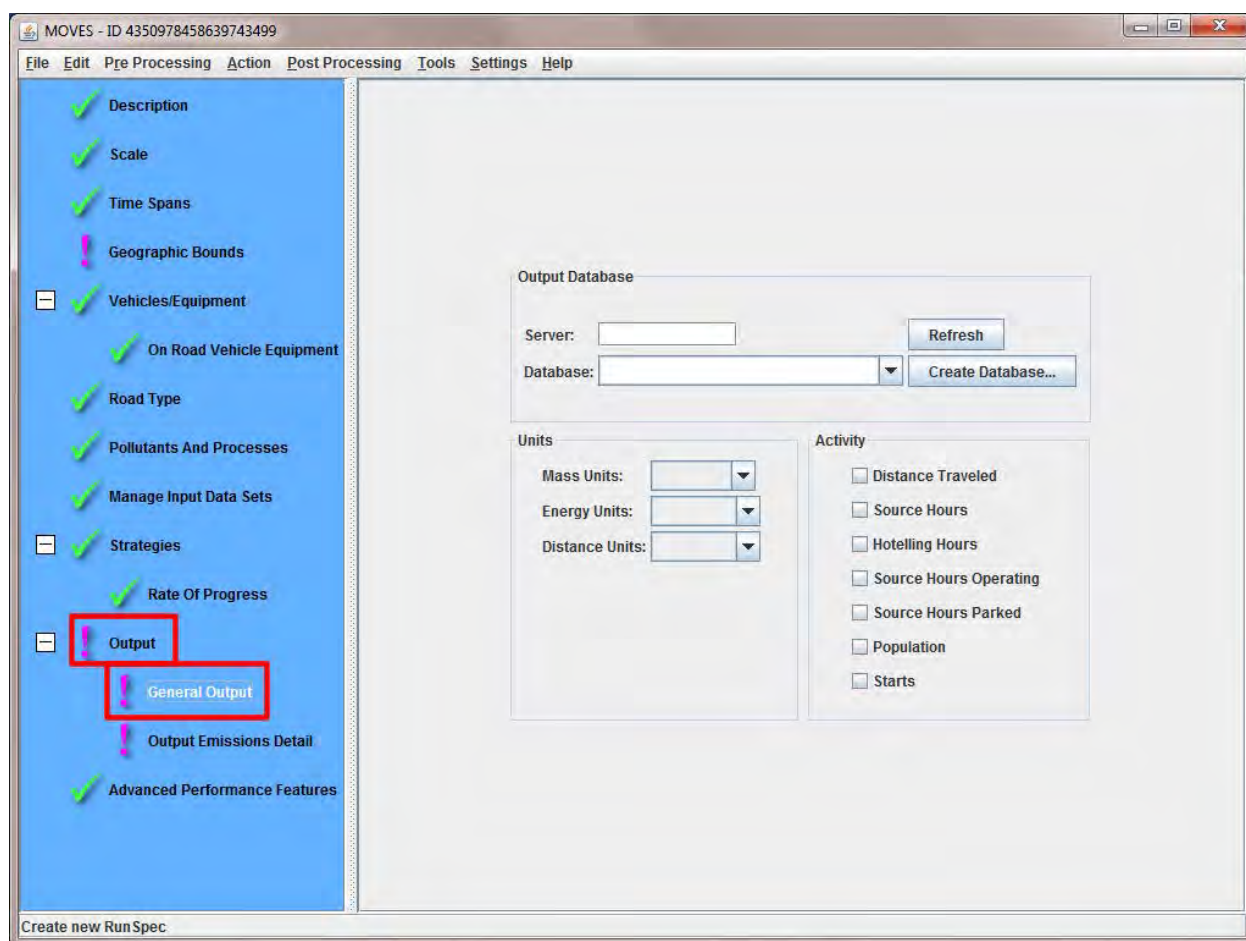 MOVES - ID 4350978458639743499
File Edit Pre Processing Action Post Processing Tools Settings Help
Description
Scale
Time Spans
Geographic Bounds
Vehicles/Equipment
On Road Vehicle Equipment
Road Type
Pollutants And Processes
Manage Input Data Sets
Strategies
Rate Of Progress
Output
General Output
Output Emissions Detail
Advanced Performance Features
Output Database
Server:
Refresh
Database:
Create Database...
Units
Mass Units:
Energy Units:
Distance Units:
Activity
Distance Traveled
Source Hours
Hotelling Hours
Source Hours Operating
Source Hours Parked
Population
Starts
Create new RunSpec